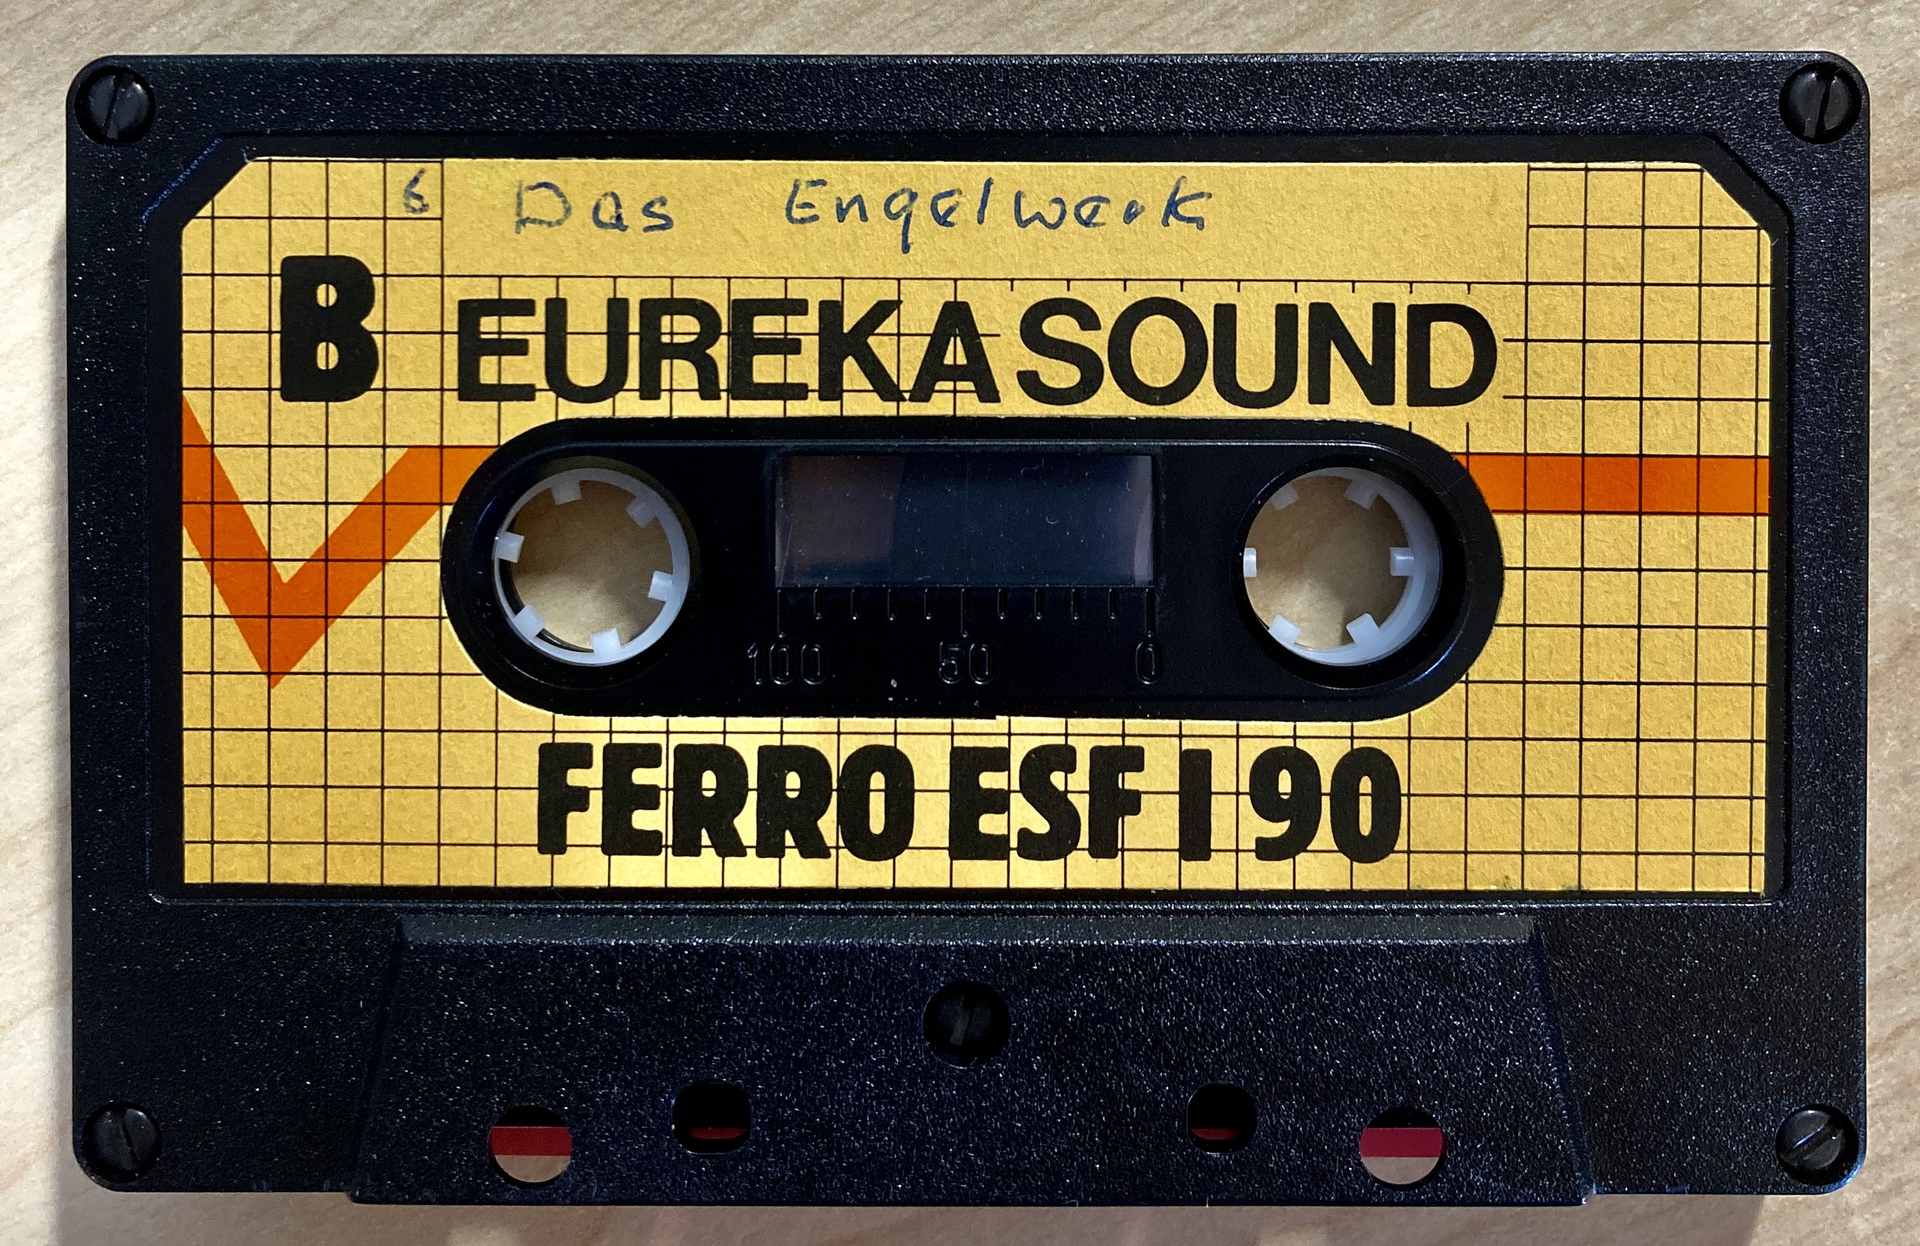 6 Das Engelwerk
B EUREKA SOUND
100 50 0
FERRO ESF I 90